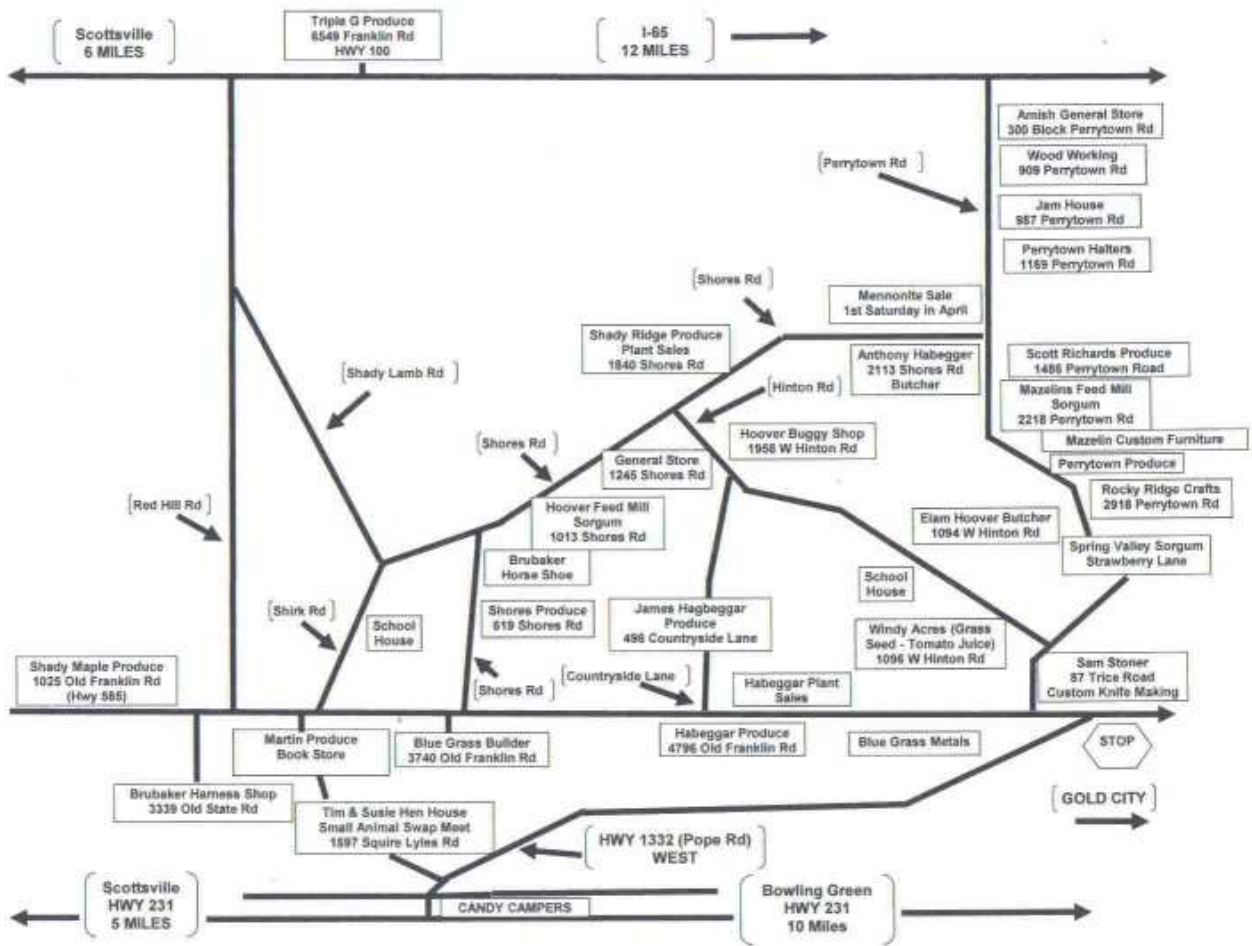 Scottsville
6 MILES
Triple G Produce
6549 Franklin Rd
HWY 100
I-65
12 MILES
Amish General Store
300 Block Perrytown Rd
Wood Working
909 Perrytown Rd
Perrytown Rd
Jam House
987 Perrytown Rd
Perrytown Halters
1169 Perrytown Rd
Shores Rd
Mennonite Sale
1st Saturday in April
Shady Ridge Produce
Plant Sales
1840 Shores Rd
Anthony Habegger
2113 Shores Rd
Butcher
Scott Richards Produce
1486 Perrytown Road
Shady Lamb Rd
Hinton Rd
Mazelins Feed Mill
Sorgum
2218 Perrytown Rd
Hoover Buggy Shop
1958 W Hinton Rd
Mazelin Custom Furniture
Shores Rd
General Store
1245 Shores Rd
Perrytown Produce
Rocky Ridge Crafts
2918 Perrytown Rd
Red Hill Rd
Hoover Feed Mill
Sorgum
1013 Shores Rd
Elam Hoover Butcher
1094 W Hinton Rd
Brubaker
Horse Shoe
Spring Valley Sorgum
Strawberry Lane
School
House
Shirk Rd
School
House
Shores Produce
619 Shores Rd
James Hagbeggar
Produce
496 Countryside Lane
Windy Acres (Grass
Seed - Tomato Juice)
1096 W Hinton Rd
Shady Maple Produce
1025 Old Franklin Rd
(Hwy 585)
Shores Rd
Countryside Lane
Habeggar Plant
Sales
Sam Stoner
87 Trice Road
Custom Knife Making
Martin Produce
Book Store
Blue Grass Builder
3740 Old Franklin Rd
Habeggar Produce
4796 Old Franklin Rd
Blue Grass Metals
STOP
Brubaker Harness Shop
3339 Old State Rd
Tim & Susie Hen House
Small Animal Swap Meet
1597 Squire Lyles Rd
GOLD CITY
HWY 1332 (Pope Rd)
WEST
Scottsville
HWY 231
5 MILES
CANDY CAMPERS
Bowling Green
HWY 231
10 Miles